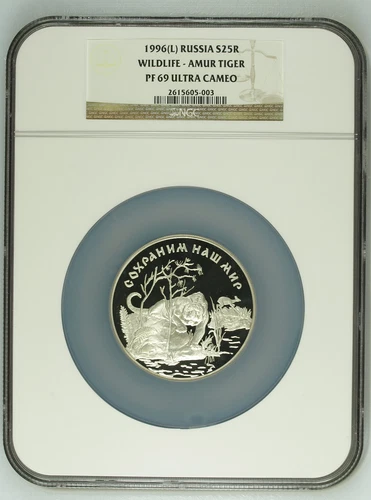 1996(L) RUSSIA S25R
WILDLIFE - AMUR TIGER
PF 69 ULTRA CAMEO
2615605-003
NGC
СОХРАНИМ НАШ МИР